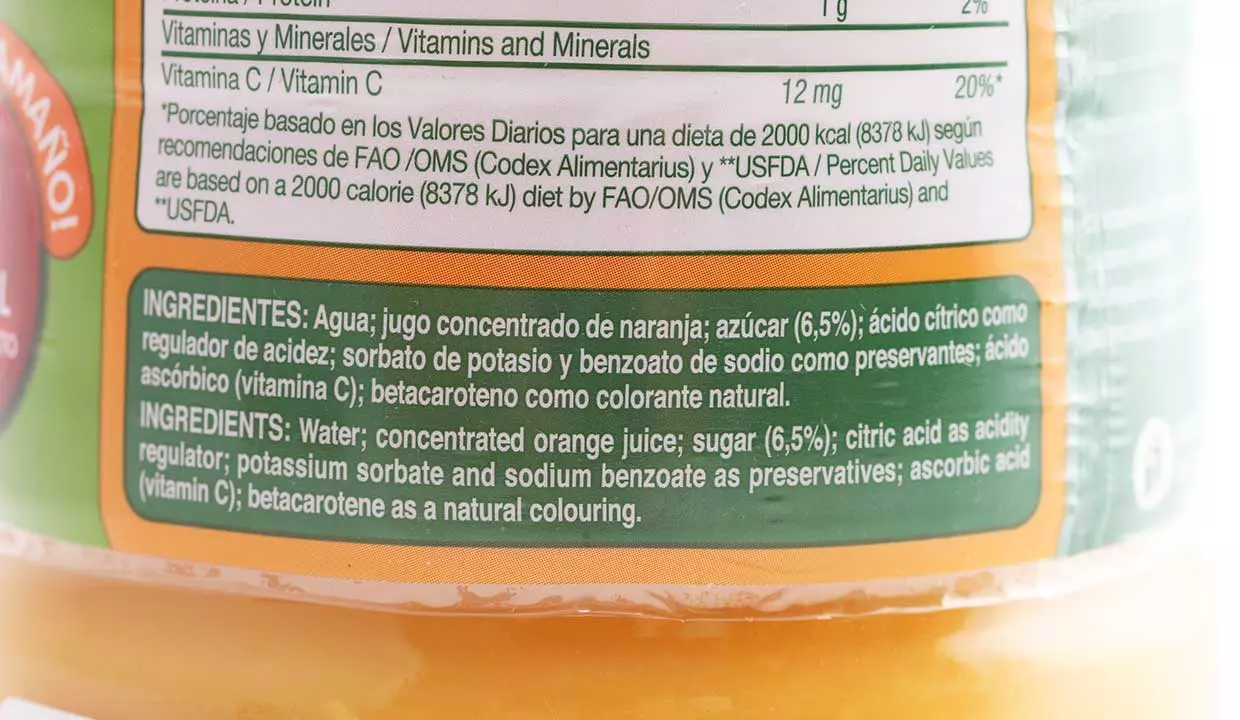 Proteína / Protein 1 g 2%
Vitaminas y Minerales / Vitamins and Minerals
Vitamina C / Vitamin C 12 mg 20%*
*Porcentaje basado en los Valores Diarios para una dieta de 2000 kcal (8378 kJ) según
recomendaciones de FAO /OMS (Codex Alimentarius) y **USFDA / Percent Daily Values
are based on a 2000 calorie (8378 kJ) diet by FAO/OMS (Codex Alimentarius) and
**USFDA.
INGREDIENTES: Agua; jugo concentrado de naranja; azúcar (6,5%); ácido cítrico como
regulador de acidez; sorbato de potasio y benzoato de sodio como preservantes; ácido
ascórbico (vitamina C); betacaroteno como colorante natural.
INGREDIENTS: Water; concentrated orange juice; sugar (6,5%); citric acid as acidity
regulator; potassium sorbate and sodium benzoate as preservatives; ascorbic acid
(vitamin C); betacarotene as a natural colouring.